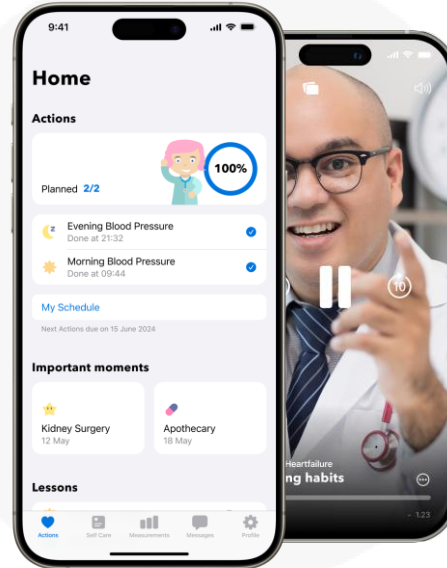 9:41
Home
Actions
100%
Planned 2/2
Evening Blood Pressure
Done at 21:32
Morning Blood Pressure
Done at 09:44
My Schedule
Next Actions due on 15 June 2024
Important moments
Kidney Surgery
12 May
Apothecary
18 May
Lessons
Actions
Self Care
Measurements
Messages
Profile
10
Heartfailure
habits
- 1:23